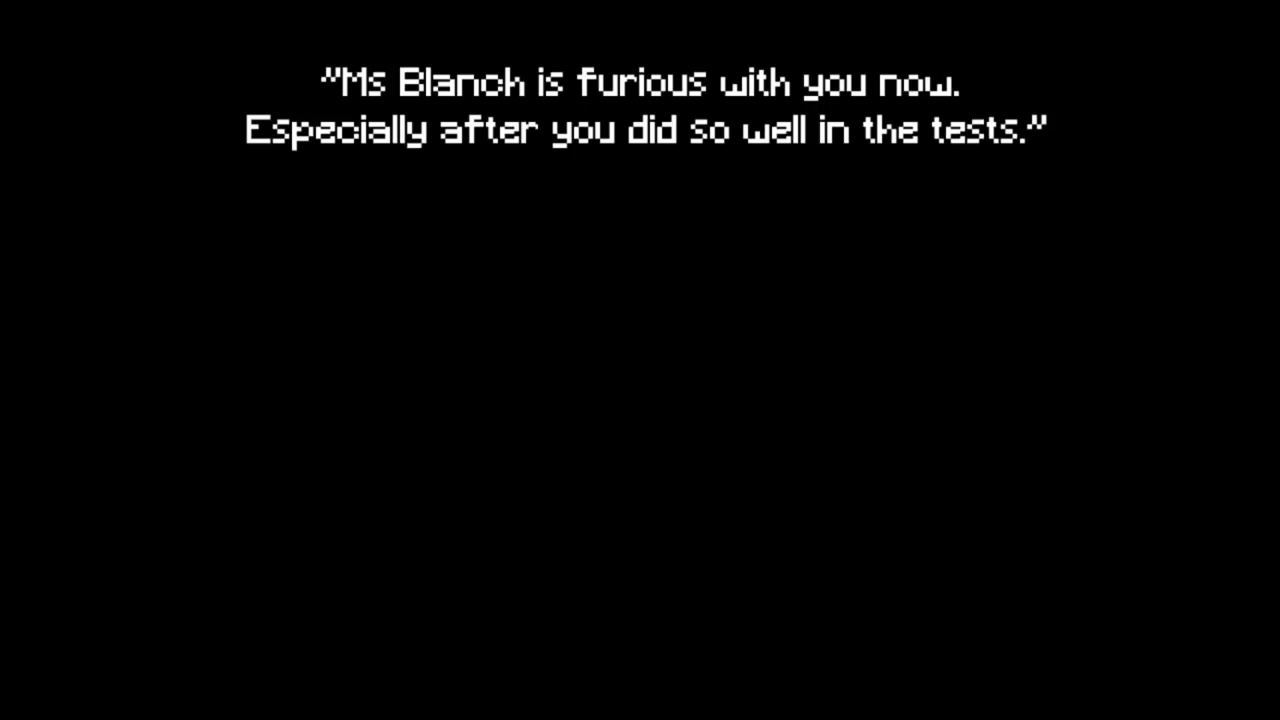 "Ms Blanch is furious with you now.
Especially after you did so well in the tests."